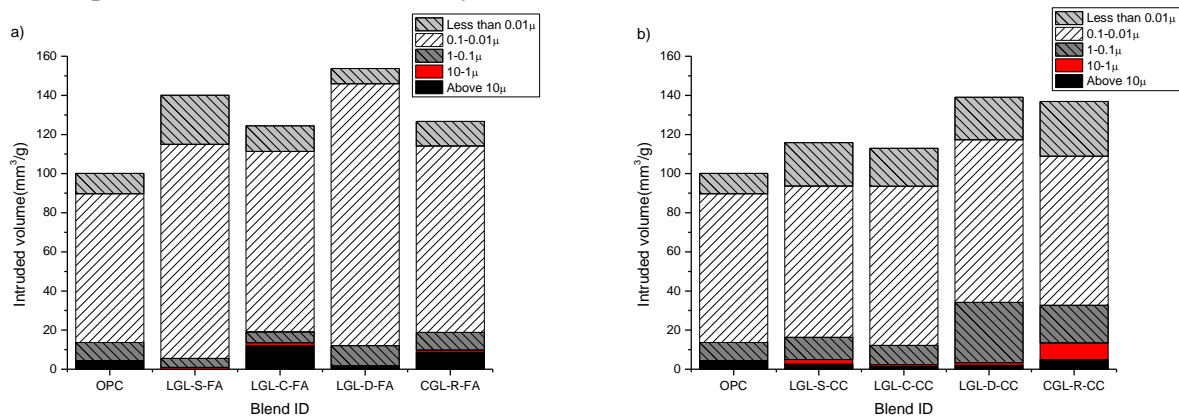 a)
Less than 0.01μ
0.1-0.01μ
1-0.1μ
10-1μ
Above 10μ
160
140
120
100
80
60
40
20
0
Intruded volume(mm³/g)
OPC LGL-S-FA LGL-C-FA LGL-D-FA CGL-R-FA
Blend ID
b)
Less than 0.01μ
0.1-0.01μ
1-0.1μ
10-1μ
Above 10μ
160
140
120
100
80
60
40
20
0
Intruded volume(mm³/g)
OPC LGL-S-CC LGL-C-CC LGL-D-CC CGL-R-CC
Blend ID